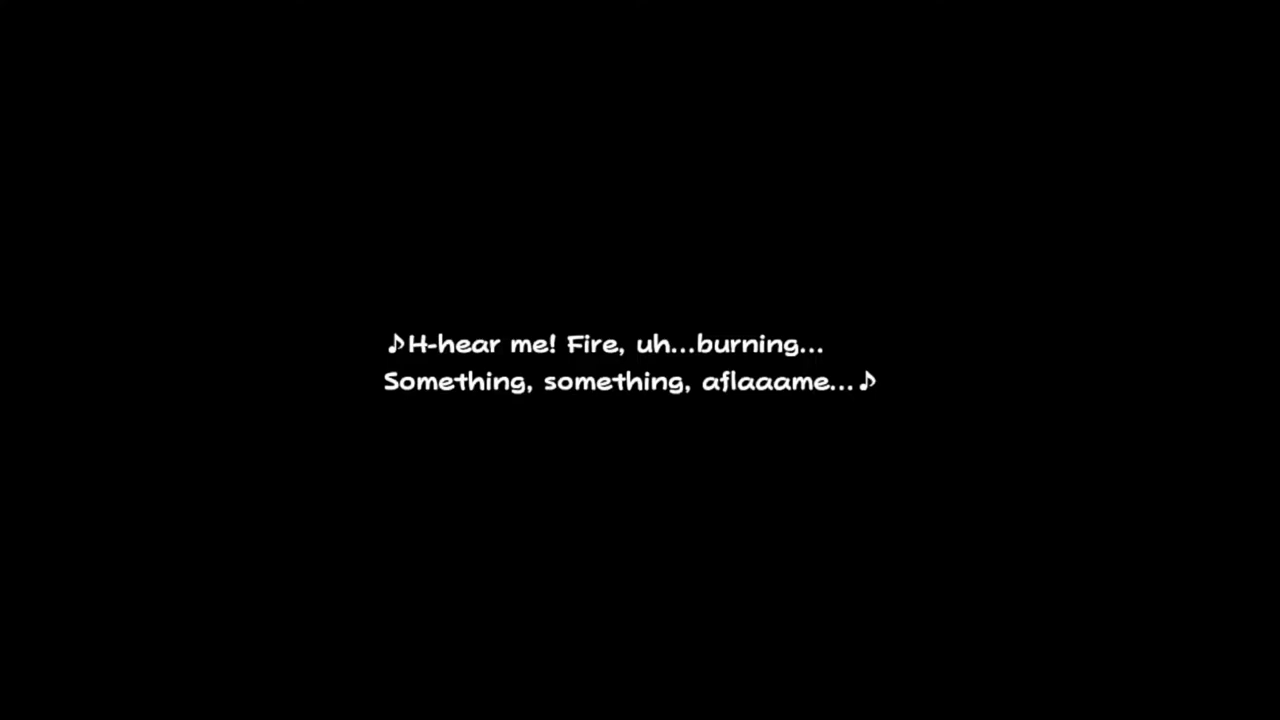 ♪H-hear me! Fire, uh...burning...
Something, something, aflaaame...♪